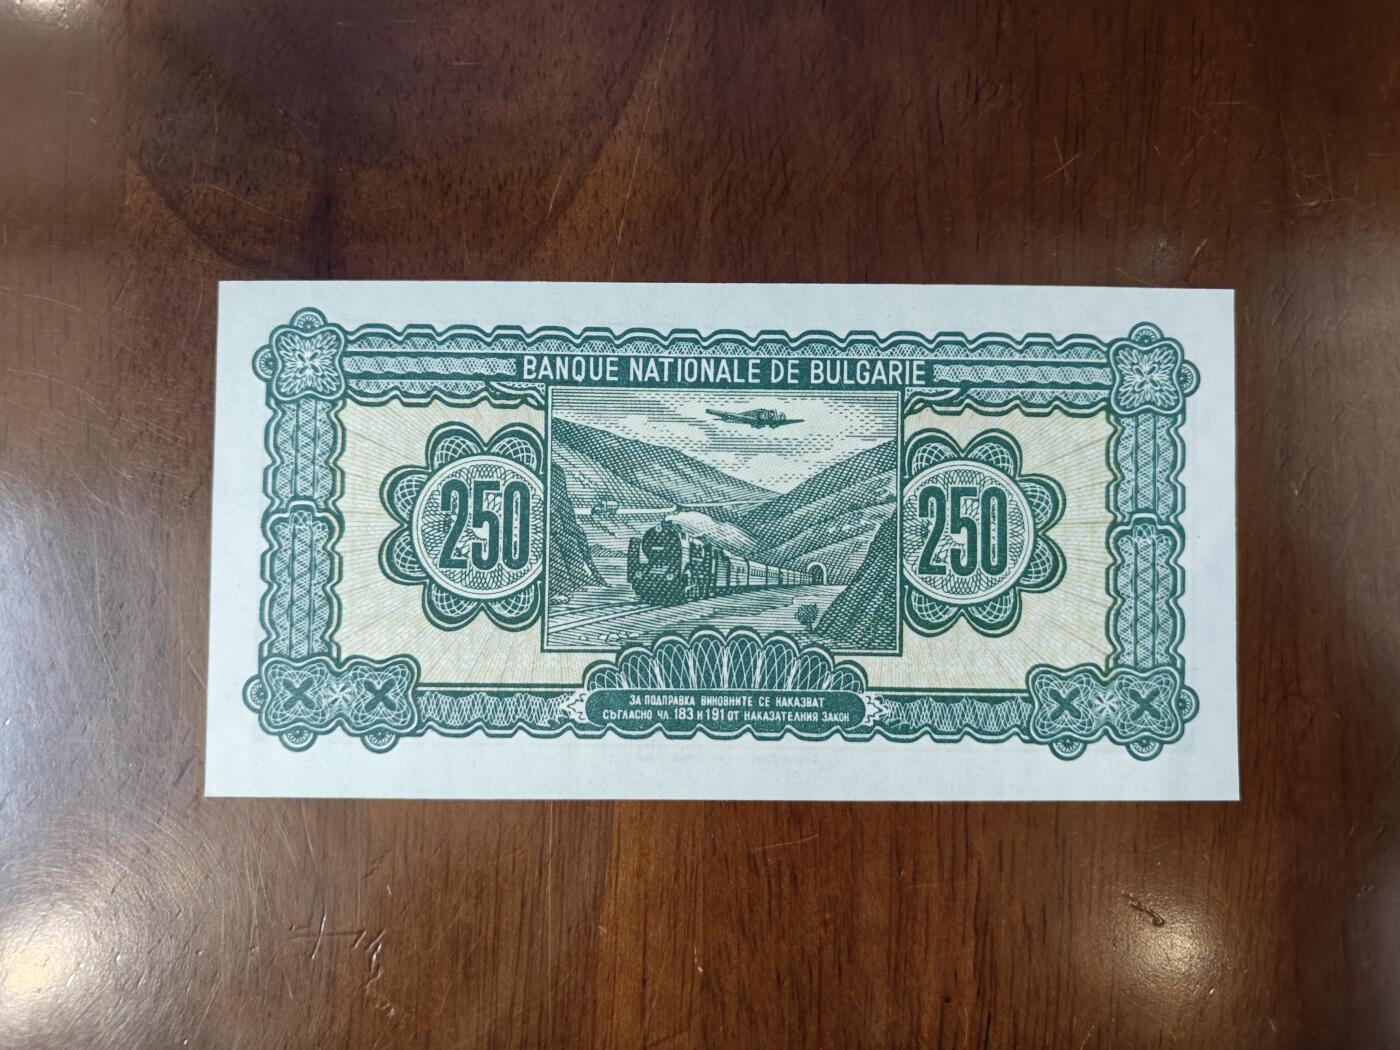 BANQUE NATIONALE DE BULGARIE
250 250
ЗА ПОДПРАВКА ВИНОВНИТЕ СЕ НАКАЗВАТ
СЪГЛАСНО ЧЛ. 183 И 191 ОТ НАКАЗАТЕЛНИЯ ЗАКОН